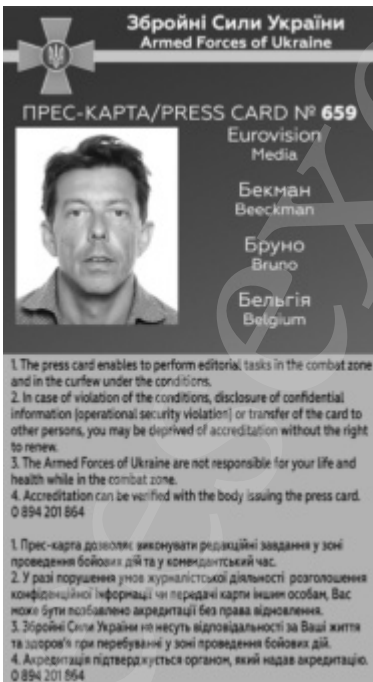 Збройні Сили України
Armed Forces of Ukraine
ПРЕС-КАРТА/PRESS CARD № 659
Eurovision
Media
Бекман
Beeckman
Бруно
Bruno
Бельгія
Belgium
1. The press card enables to perform editorial tasks in the combat zone
and in the curfew under the conditions.
2. In case of violation of the conditions, disclosure of confidential
information (operational security violation) or transfer of the card to
other persons, you may be deprived of accreditation without the right
to renew.
3. The Armed Forces of Ukraine are not responsible for your life and
health while in the combat zone.
4. Accreditation can be verified with the body issuing the press card.
0 894 201 864
1. Прес-карта дозволяє виконувати редакційні завдання у зоні
проведення бойових дій та у комендантський час.
2. У разі порушення умов журналістської діяльності розголошення
конфіденційної інформації чи передачі карти іншим особам, Вас
може бути позбавлено акредитації без права відновлення.
3. Збройні Сили України не несуть відповідальності за Ваші життя
та здоров'я при перебуванні у зоні проведення бойових дій.
4. Акредитація підтверджується органом, який надав акредитацію.
0 894 201 864